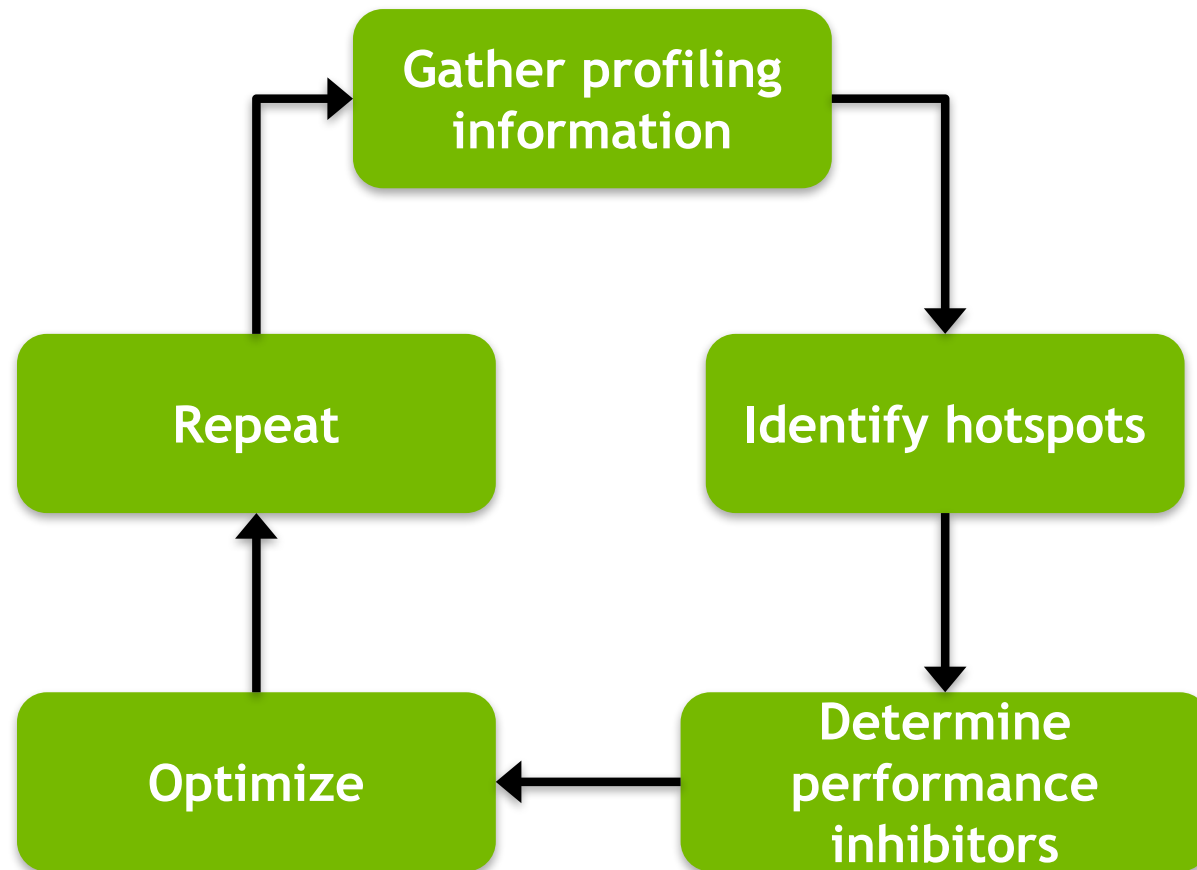 Gather profiling
information
Identify hotspots
Determine
performance
inhibitors
Optimize
Repeat